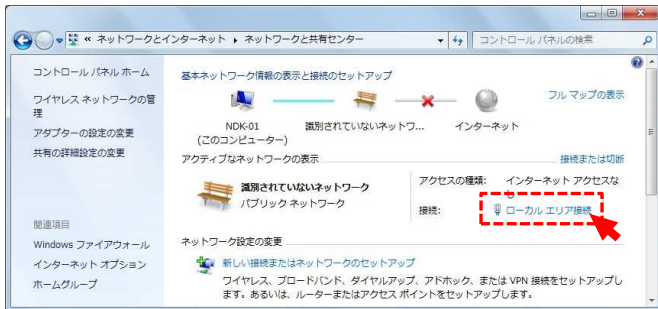 « ネットワークとインターネット ▸ ネットワークと共有センター
コントロール パネルの検索
コントロール パネル ホーム
ワイヤレス ネットワークの管
理
アダプターの設定の変更
共有の詳細設定の変更
関連項目
Windows ファイアウォール
インターネット オプション
ホームグループ
基本ネットワーク情報の表示と接続のセットアップ
フル マップの表示
NDK-01
(このコンピューター)
識別されていないネットワ...
インターネット
アクティブなネットワークの表示
接続または切断
識別されていないネットワーク
パブリック ネットワーク
アクセスの種類: インターネット アクセスな
し
接続: ローカル エリア接続
ネットワーク設定の変更
新しい接続またはネットワークのセットアップ
ワイヤレス、ブロードバンド、ダイヤルアップ、アドホック、または VPN 接続をセットアップし
ます。あるいは、ルーターまたはアクセス ポイントをセットアップします。